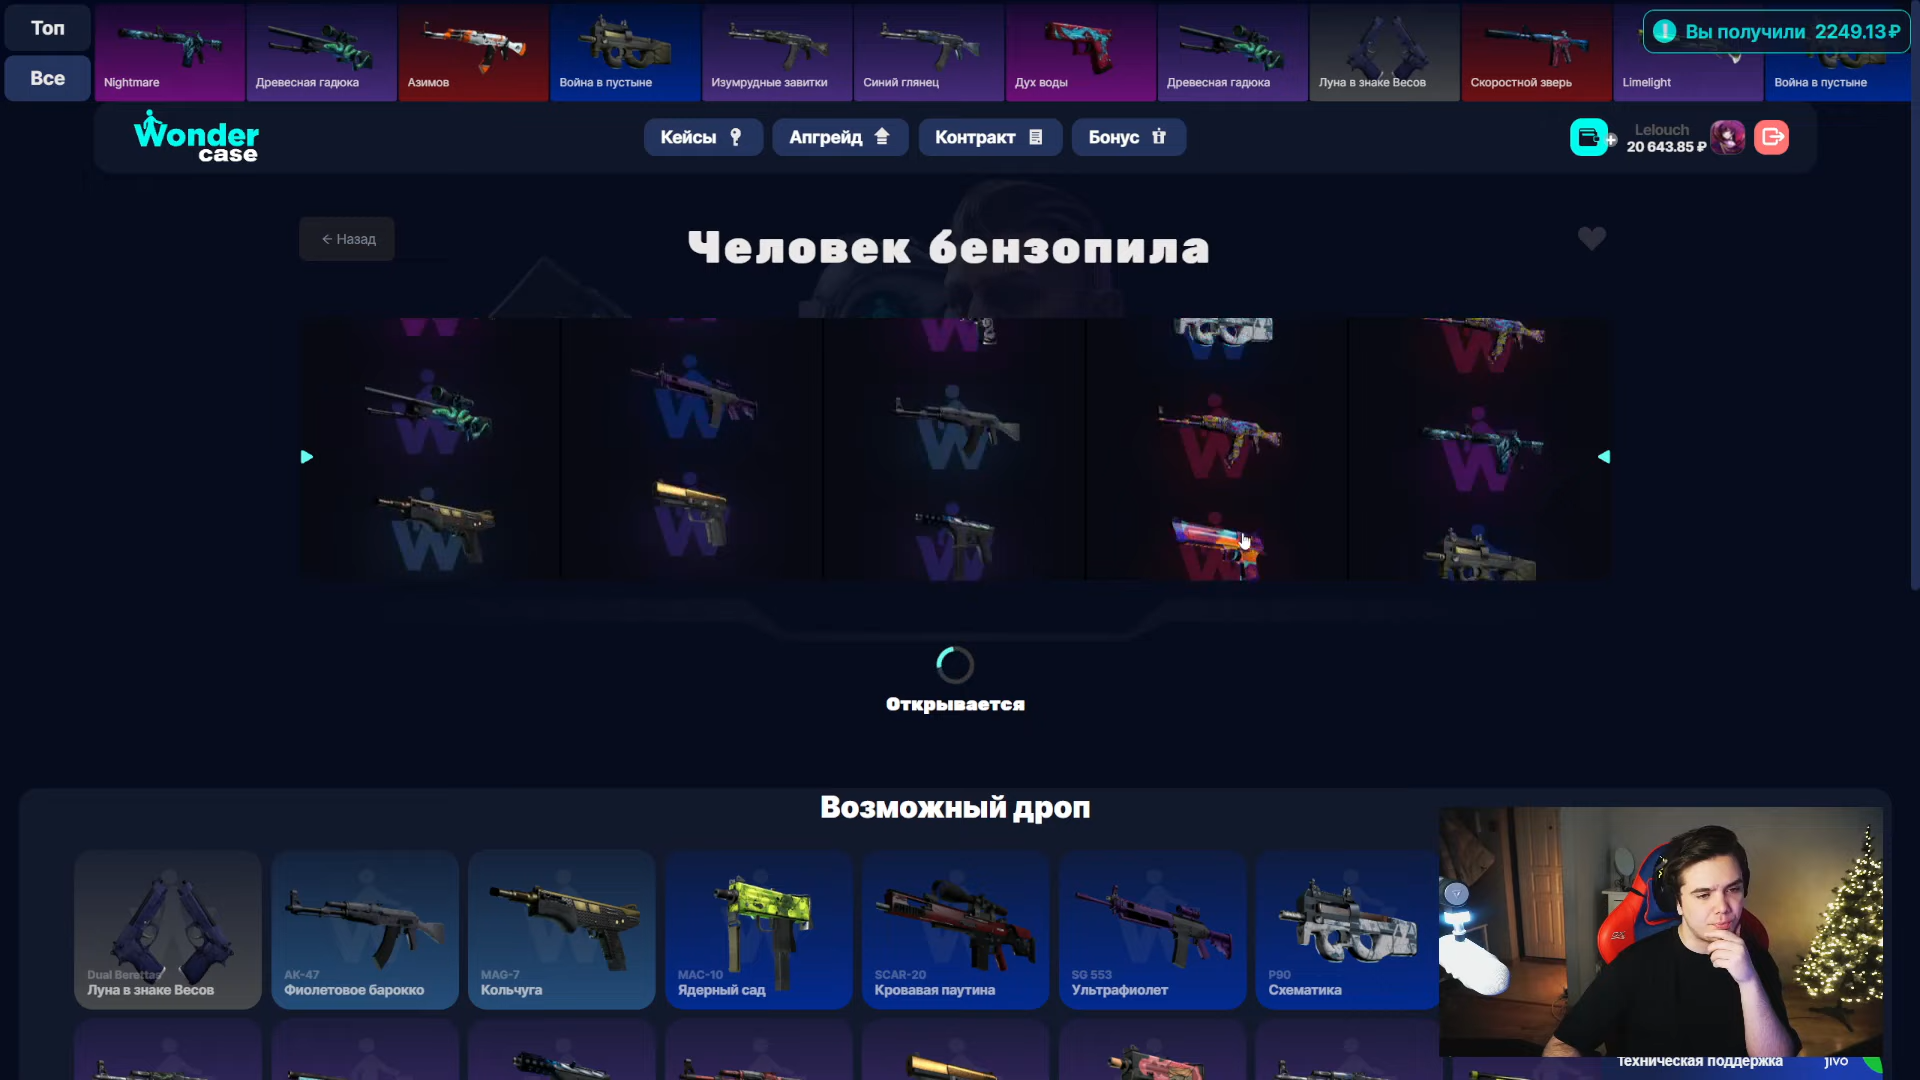 Топ
Все
Nightmare
Древесная гадюка
Азимов
Война в пустыне
Изумрудные завитки
Синий глянец
Дух воды
Древесная гадюка
Луна в знаке Весов
Скоростной зверь
Limelight
Война в пустыне
Вы получили 2249.13 ₽
Wonder
case
Кейсы
Апгрейд
Контракт
Бонус
Lelouch
20 643.85 ₽
← Назад
Человек бензопила
Открывается
Возможный дроп
Dual Berettas
Луна в знаке Весов
AK-47
Фиолетовое барокко
MAG-7
Кольчуга
MAC-10
Ядерный сад
SCAR-20
Кровавая паутина
SG 553
Ультрафиолет
P90
Схематика
Техническая поддержка
jivo